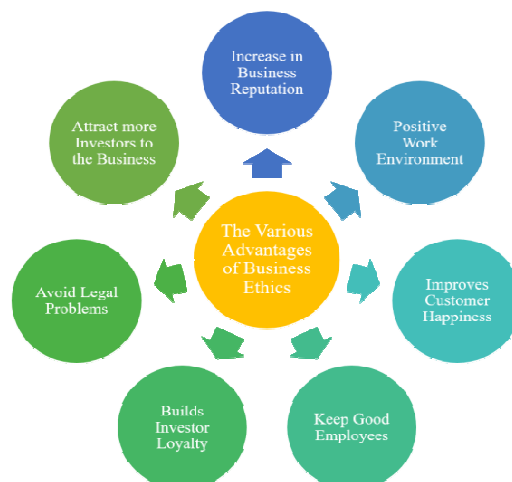 Increase in
Business
Reputation
Positive
Work
Environment
Improves
Customer
Happiness
Keep Good
Employees
Builds
Investor
Loyalty
Avoid Legal
Problems
Attract more
Investors to
the Business
The Various
Advantages
of Business
Ethics